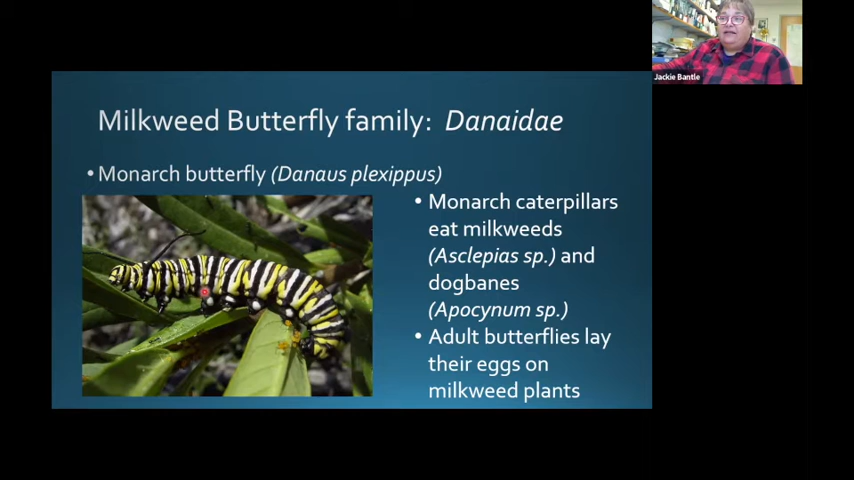 Jackie Bantle
Milkweed Butterfly family: Danaidae
• Monarch butterfly (Danaus plexippus)
• Monarch caterpillars
eat milkweeds
(Asclepias sp.) and
dogbanes
(Apocynum sp.)
• Adult butterflies lay
their eggs on
milkweed plants